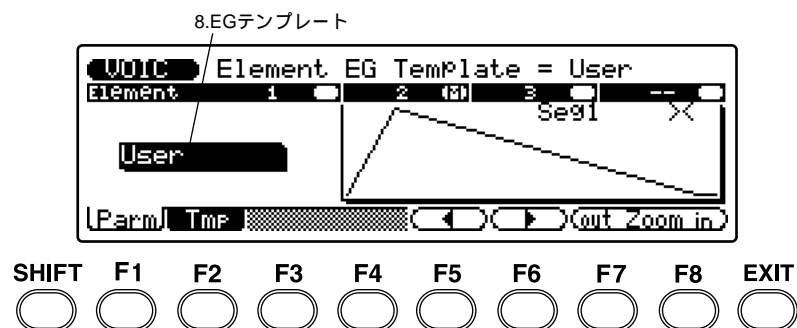 8.EGテンプレート
VOIC Element EG Template = User
Element 1 2 (M) 3 --
Seg1
User
Parm Tmp out Zoom in
SHIFT F1 F2 F3 F4 F5 F6 F7 F8 EXIT